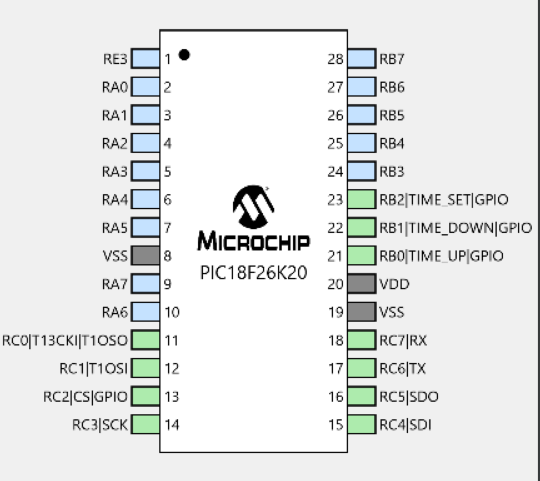 RE3 1 28 RB7
RA0 2 27 RB6
RA1 3 26 RB5
RA2 4 25 RB4
RA3 5 24 RB3
RA4 6 23 RB2|TIME_SET|GPIO
RA5 7 22 RB1|TIME_DOWN|GPIO
VSS 8 21 RB0|TIME_UP|GPIO
MICROCHIP
PIC18F26K20
RA7 9 20 VDD
RA6 10 19 VSS
RC0|T13CKI|T1OSO 11 18 RC7|RX
RC1|T1OSI 12 17 RC6|TX
RC2|CS|GPIO 13 16 RC5|SDO
RC3|SCK 14 15 RC4|SDI